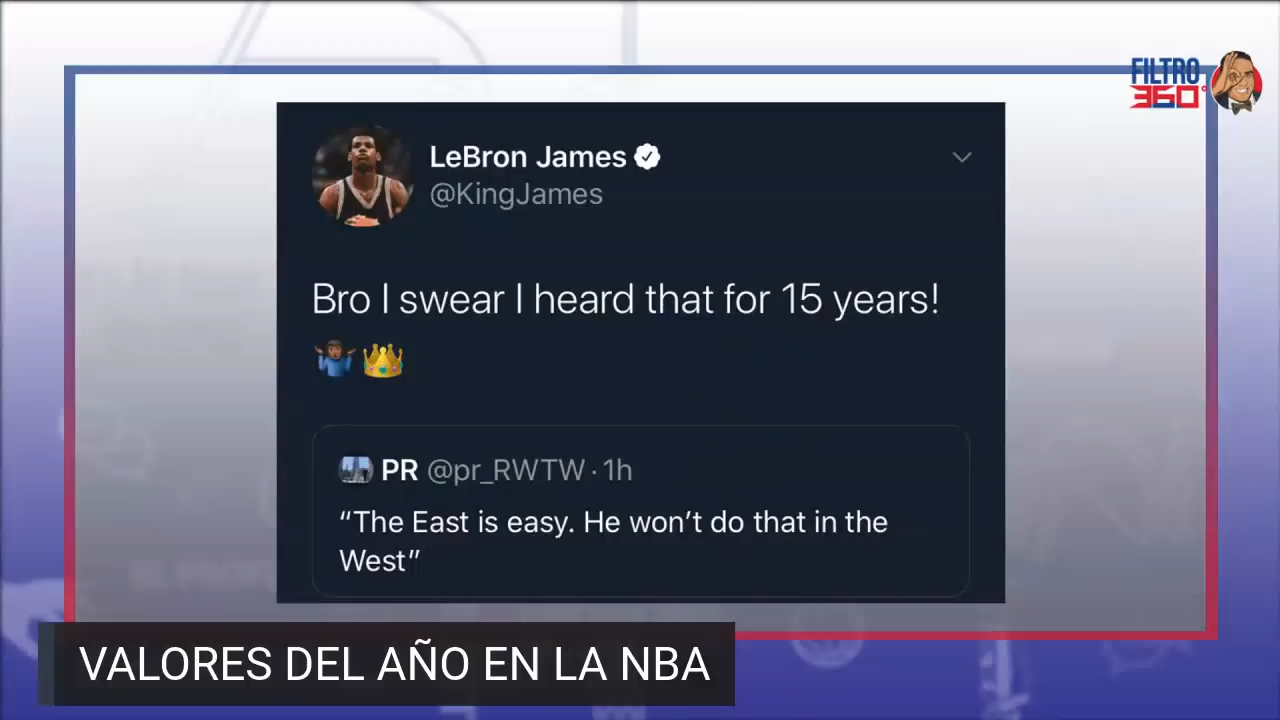 FILTRO
360°
LeBron James
@KingJames
Bro I swear I heard that for 15 years!
🤷🏾‍♂️👑
PR @pr_RWTW · 1h
“The East is easy. He won’t do that in the
West”
VALORES DEL AÑO EN LA NBA